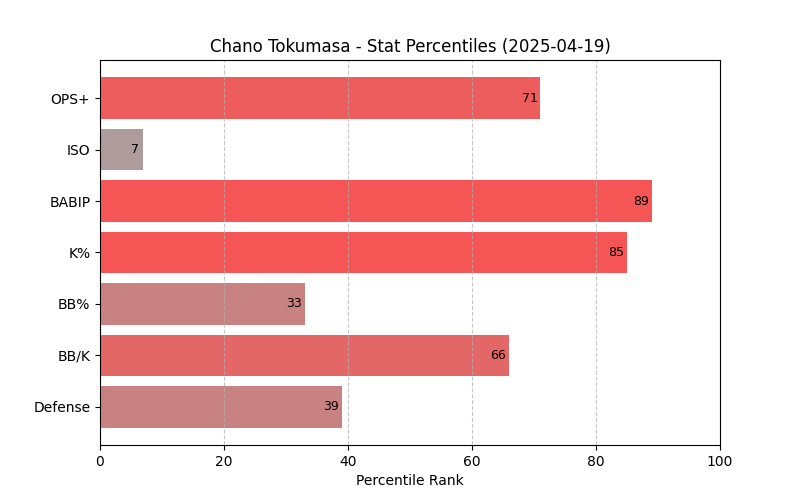 Chano Tokumasa - Stat Percentiles (2025-04-19)
OPS+ 71
ISO 7
BABIP 89
K% 85
BB% 33
BB/K 66
Defense 39
0 20 40 60 80 100
Percentile Rank